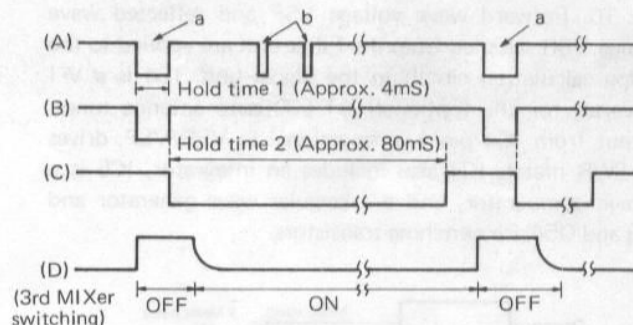 a b a
(A)
Hold time 1 (Approx. 4mS)
(B)
Hold time 2 (Approx. 80mS)
(C)
(D)
(3rd MIXer OFF ON OFF
switching)